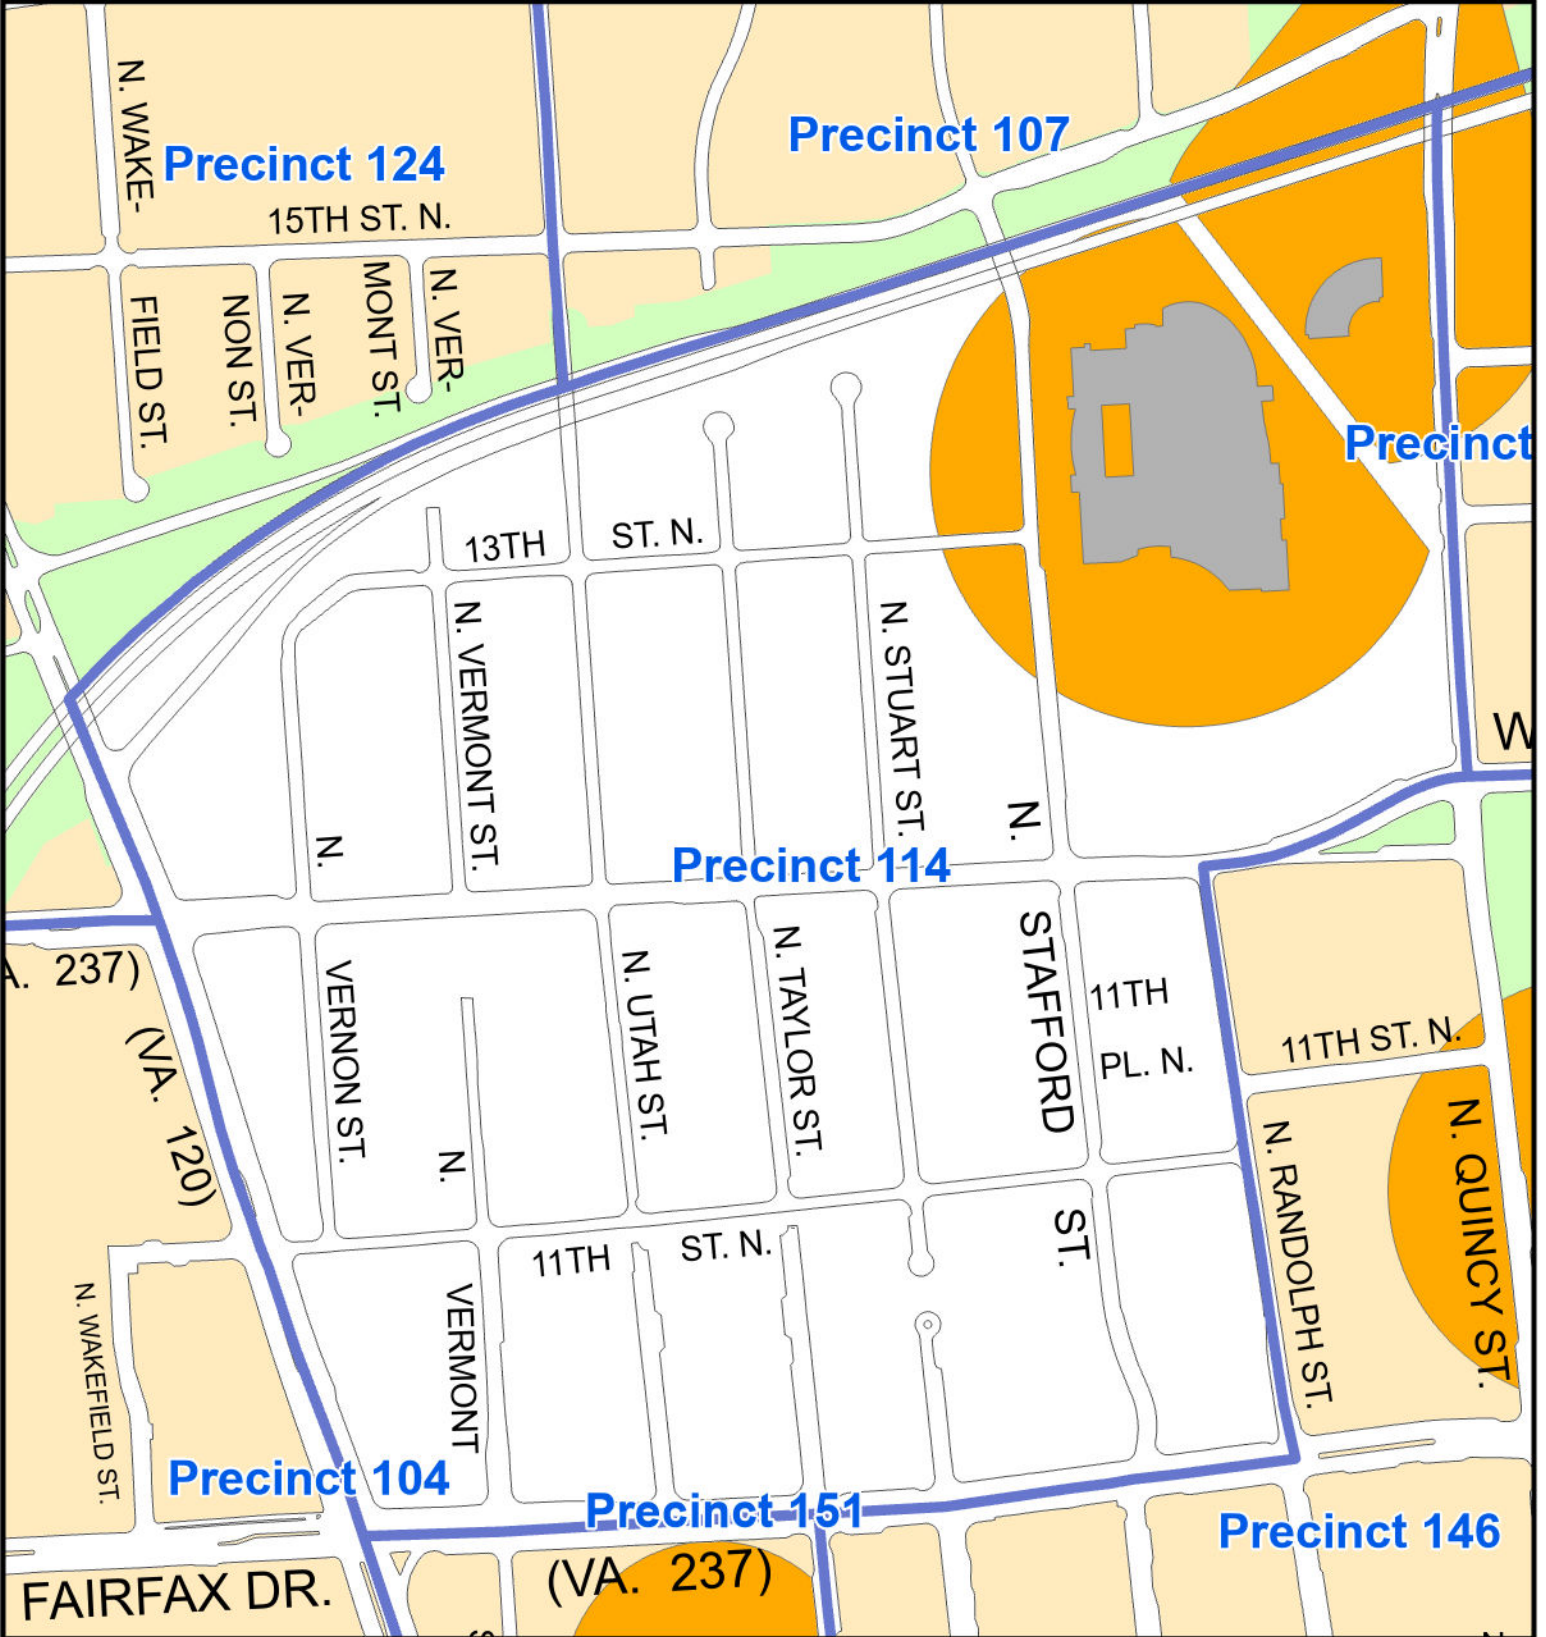 N. WAKE-
Precinct 107
Precinct 124
15TH ST. N.
FIELD ST.
NON ST.
N. VER-
MONT ST.
N. VER-
Precinct
13TH
ST. N.
N. VERMONT ST.
N. STUART ST.
W
N.
N.
Precinct 114
STAFFORD
N. TAYLOR ST.
N. UTAH ST.
VERNON ST.
A. 237)
11TH
PL. N.
11TH ST. N.
(VA. 120)
N. QUINCY ST.
N. RANDOLPH ST.
N.
ST.
11TH
ST. N.
VERMONT
N. WAKEFIELD ST.
Precinct 104
Precinct 151
Precinct 146
(VA. 237)
FAIRFAX DR.